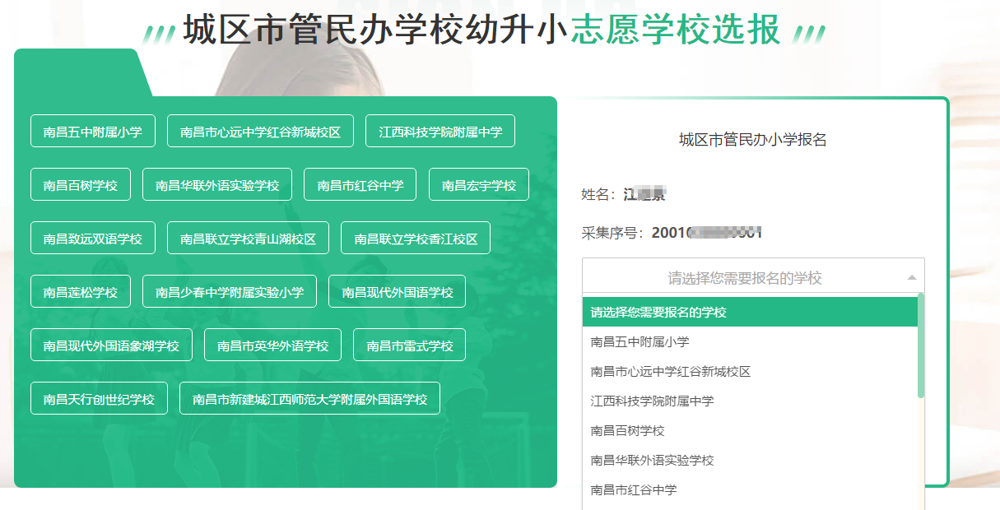 城区市管民办学校幼升小志愿学校选报
南昌五中附属小学 南昌市心远中学红谷新城校区 江西科技学院附属中学
南昌百树学校 南昌华联外语实验学校 南昌市红谷中学 南昌宏宇学校
南昌致远双语学校 南昌联立学校青山湖校区 南昌联立学校香江校区
南昌莲松学校 南昌少春中学附属实验小学 南昌现代外国语学校
南昌现代外国语象湖学校 南昌市英华外语学校 南昌市雷式学校
南昌天行创世纪学校 南昌市新建城江西师范大学附属外国语学校
城区市管民办小学报名
姓名：江
采集序号：2001
请选择您需要报名的学校
请选择您需要报名的学校
南昌五中附属小学
南昌市心远中学红谷新城校区
江西科技学院附属中学
南昌百树学校
南昌华联外语实验学校
南昌市红谷中学